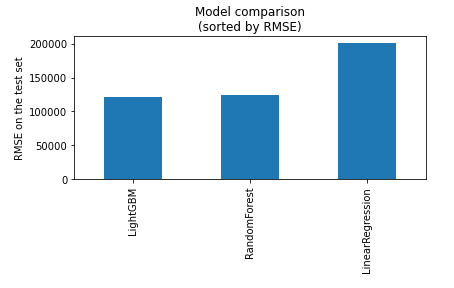 Model comparison
(sorted by RMSE)
RMSE on the test set
200000
150000
100000
50000
0
LightGBM
RandomForest
LinearRegression